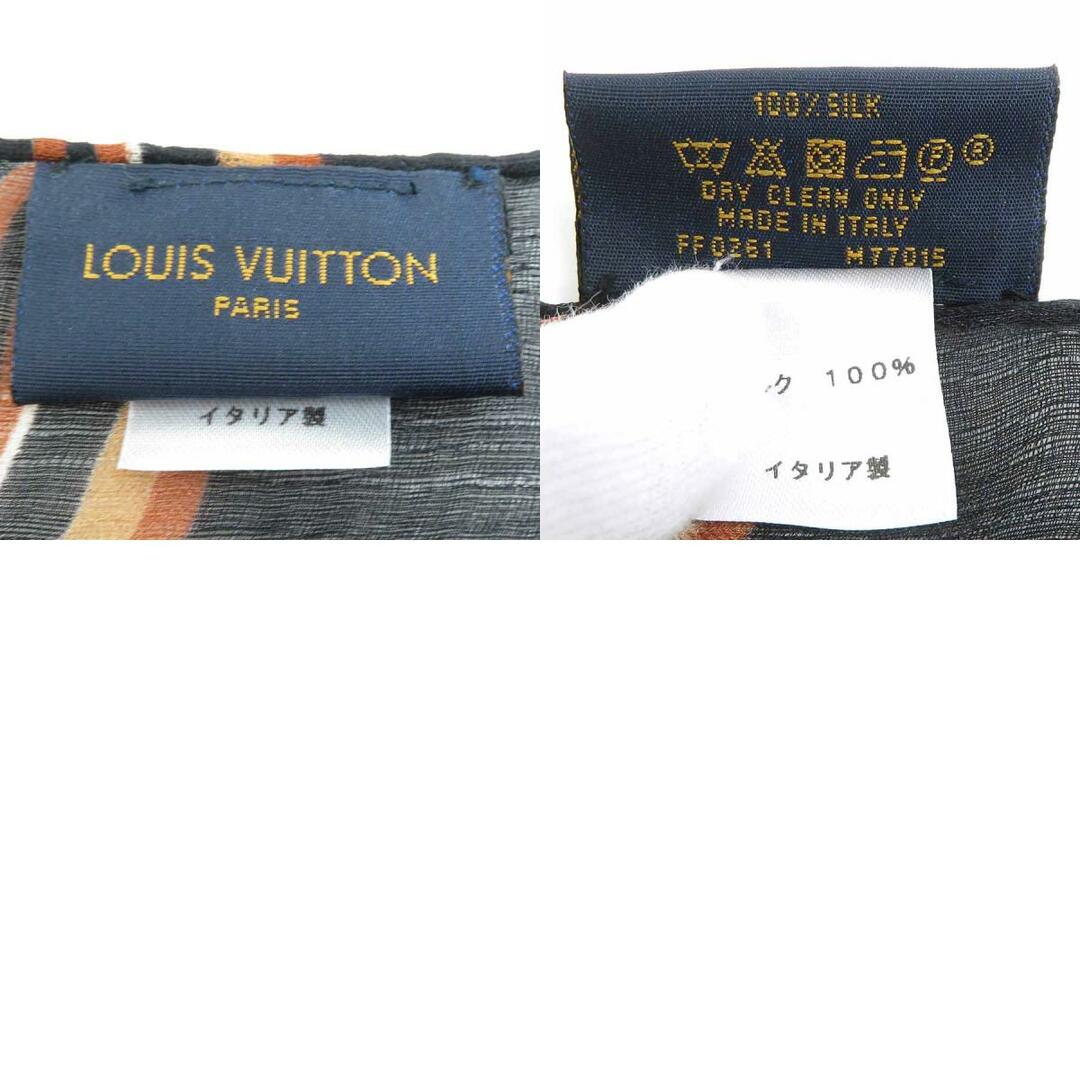 LOUIS VUITTON
PARIS
イタリア製
100% SILK
DRY CLEAN ONLY
MADE IN ITALY
FF0261 M77015
ク 100%
イタリア製